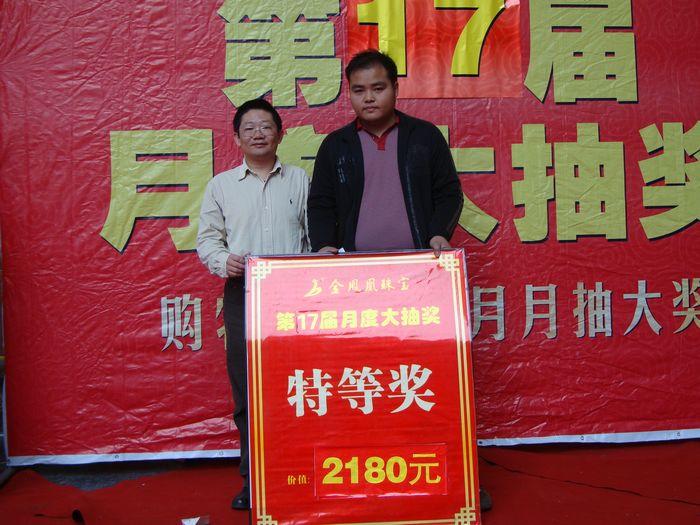 第17届
月度大抽奖
购 月月抽大奖
金凤凰珠宝
第17届月度大抽奖
特等奖
价值: 2180元